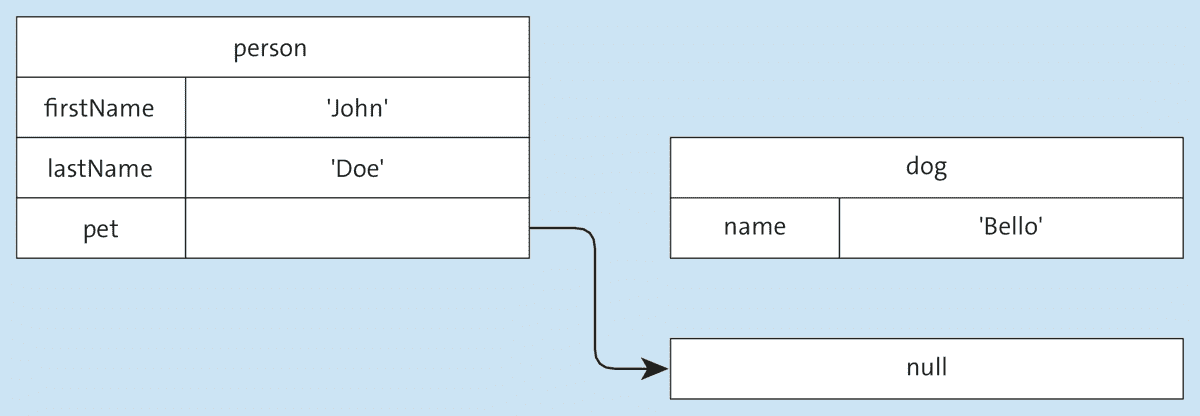 person
firstName 'John'
lastName 'Doe'
pet
dog
name 'Bello'
null